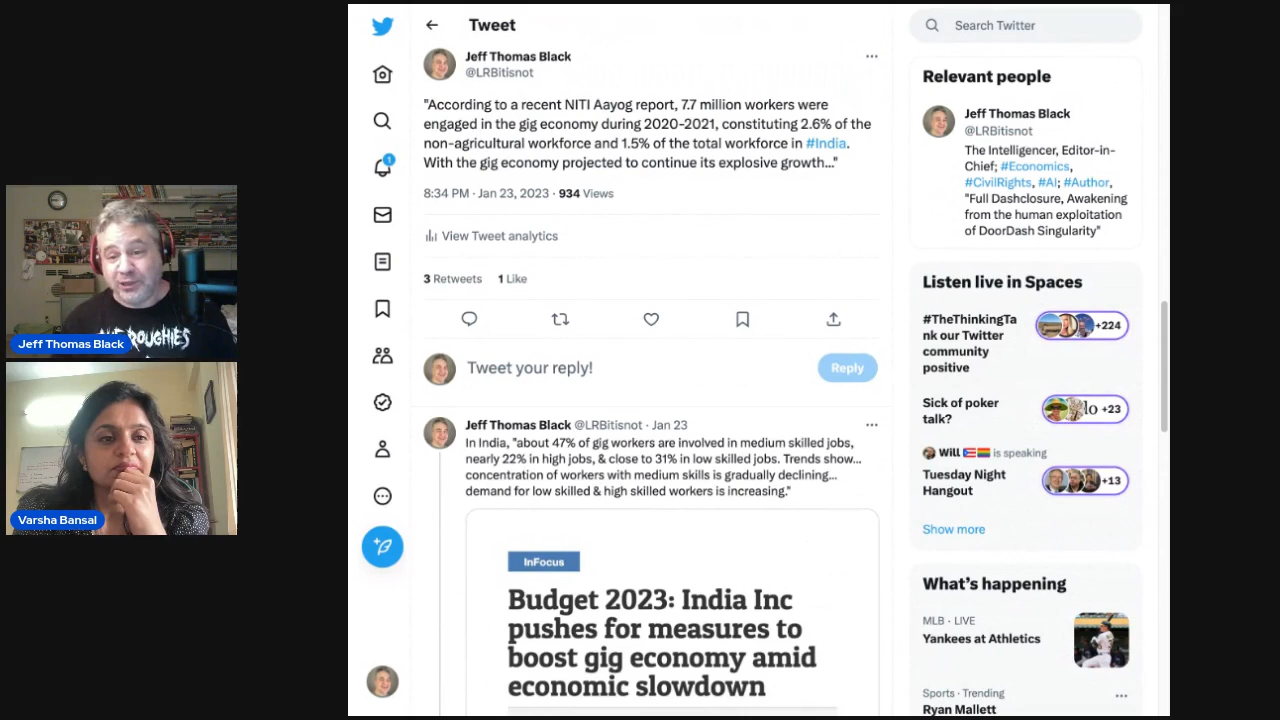 Tweet
Jeff Thomas Black
@LRBitisnot
"According to a recent NITI Aayog report, 7.7 million workers were
engaged in the gig economy during 2020-2021, constituting 2.6% of the
non-agricultural workforce and 1.5% of the total workforce in #India.
With the gig economy projected to continue its explosive growth..."
8:34 PM · Jan 23, 2023 · 934 Views
View Tweet analytics
3 Retweets 1 Like
Tweet your reply!
Reply
Jeff Thomas Black @LRBitisnot · Jan 23
In India, "about 47% of gig workers are involved in medium skilled jobs,
nearly 22% in high jobs, & close to 31% in low skilled jobs. Trends show...
concentration of workers with medium skills is gradually declining...
demand for low skilled & high skilled workers is increasing."
InFocus
Budget 2023: India Inc
pushes for measures to
boost gig economy amid
economic slowdown
1
Search Twitter
Relevant people
Jeff Thomas Black
@LRBitisnot
The Intelligencer, Editor-in-
Chief; #Economics,
#CivilRights, #AI; #Author,
"Full Dashclosure, Awakening
from the human exploitation
of DoorDash Singularity"
Listen live in Spaces
#TheThinkingTa
nk our Twitter
community
positive
+224
Sick of poker
talk?
lo +23
Will is speaking
Tuesday Night
Hangout
+13
Show more
What's happening
MLB · LIVE
Yankees at Athletics
Sports · Trending
Ryan Mallett
ROUGHIES
Jeff Thomas Black
Varsha Bansal